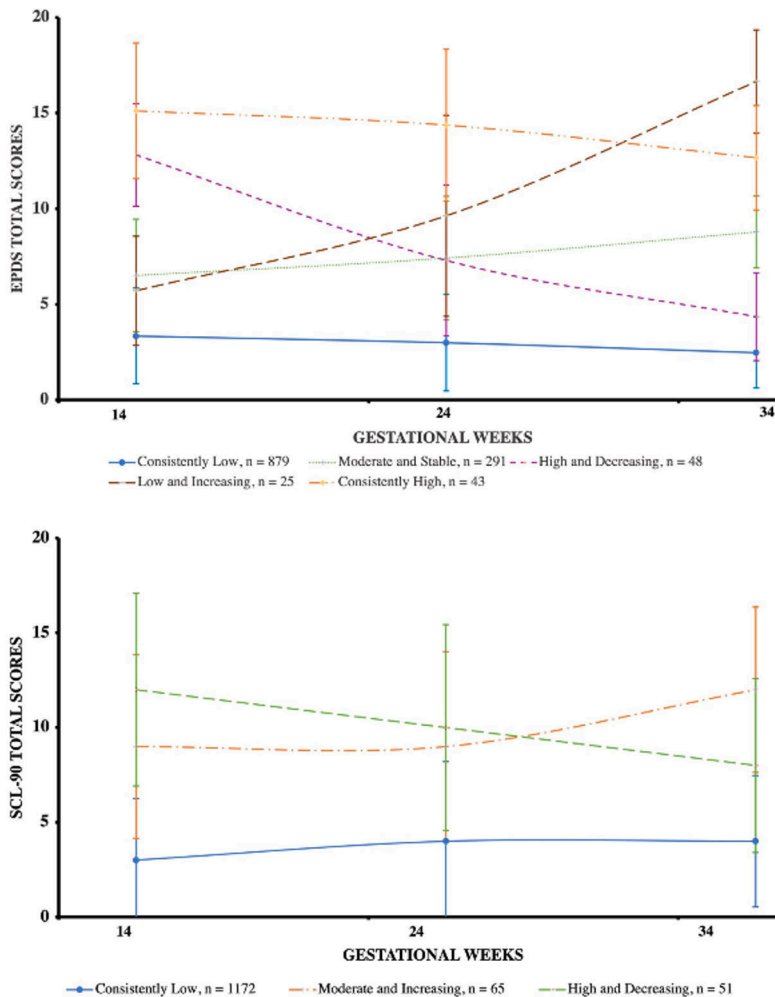 20
15
10
5
0
EPDS TOTAL SCORES
14 24 34
GESTATIONAL WEEKS
Consistently Low, n = 879 Moderate and Stable, n = 291 High and Decreasing, n = 48
Low and Increasing, n = 25 Consistently High, n = 43
20
15
10
5
0
SCL-90 TOTAL SCORES
14 24 34
GESTATIONAL WEEKS
Consistently Low, n = 1172 Moderate and Increasing, n = 65 High and Decreasing, n = 51